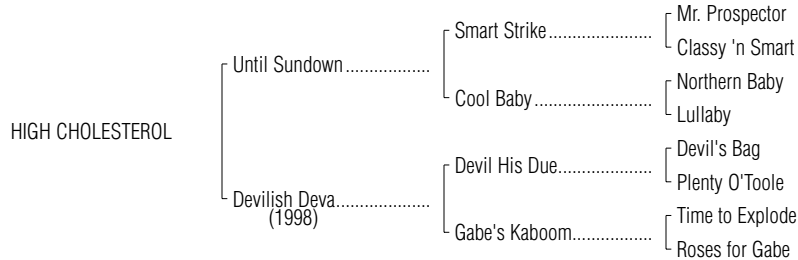 Mr. Prospector
Smart Strike......................
Classy 'n Smart
Until Sundown..................
Northern Baby
Cool Baby.........................
Lullaby
HIGH CHOLESTEROL
Devil's Bag
Devil His Due....................
Plenty O'Toole
Devilish Deva....................
(1998)
Time to Explode
Gabe's Kaboom.................
Roses for Gabe